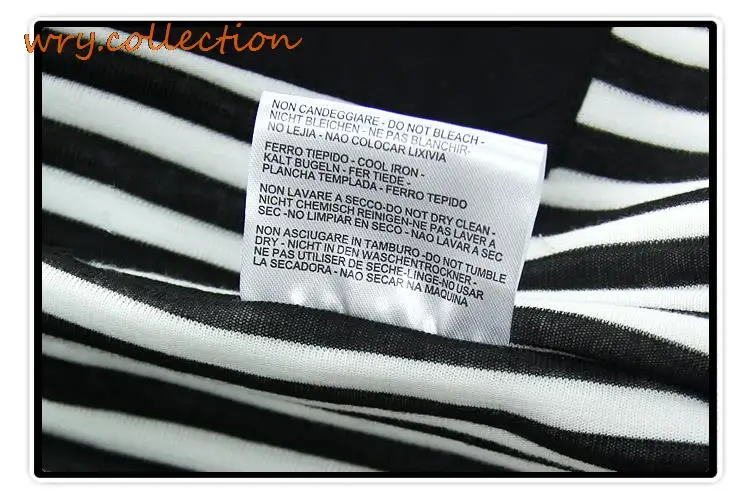 wry.collection
NON CANDEGGIARE - DO NOT BLEACH -
NICHT BLEICHEN - NE PAS BLANCHIR-
NO LEJIA - NAO COLOCAR LIXIVIA
FERRO TIEPIDO - COOL IRON -
KALT BUGELN - FER TIEDE -
PLANCHA TEMPLADA - FERRO TEPIDO
NON LAVARE A SECCO-DO NOT DRY CLEAN -
NICHT CHEMISCH REINIGEN-NE PAS LAVER A
SEC -NO LIMPIAR EN SECO - NAO LAVAR A SEC
NON ASCIUGARE IN TAMBURO -DO NOT TUMBLE
DRY - NICHT IN DEN WASCHENTROCKNER -
NE PAS UTILISER DE SECHE-LINGE-NO USAR
LA SECADORA - NAO SECAR NA MAQUINA